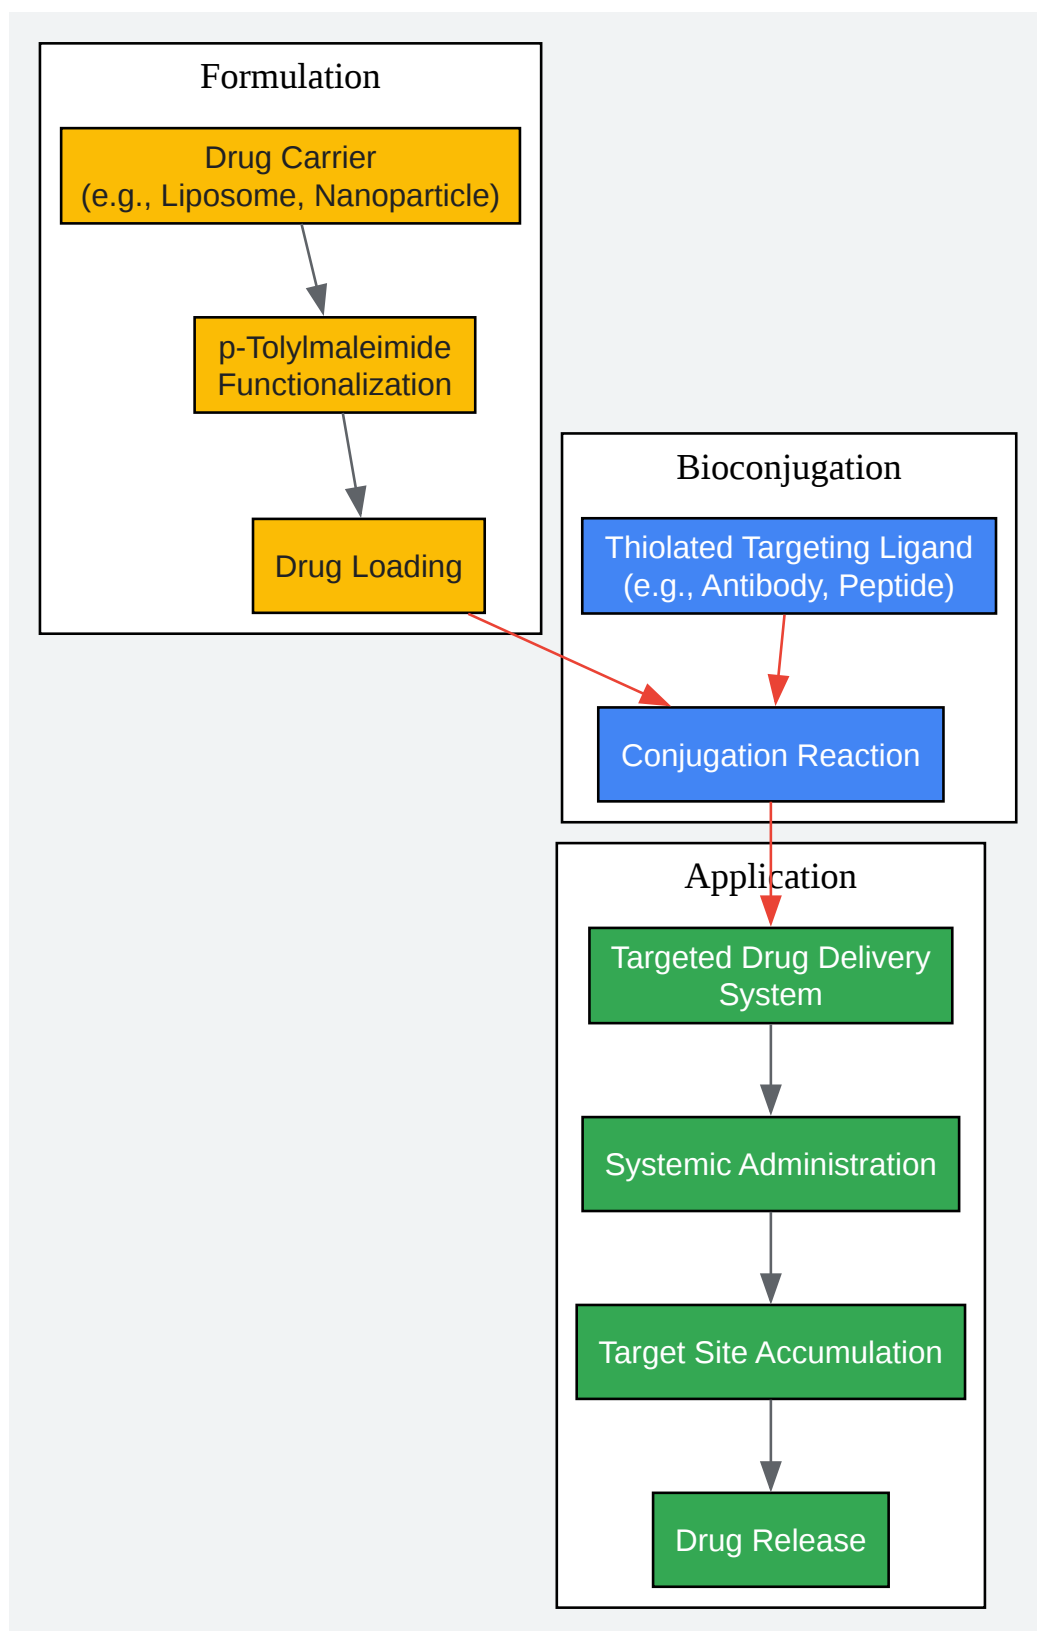 Formulation
Drug Carrier
(e.g., Liposome, Nanoparticle)
p-Tolylmaleimide
Functionalization
Drug Loading
Bioconjugation
Thiolated Targeting Ligand
(e.g., Antibody, Peptide)
Conjugation Reaction
Application
Targeted Drug Delivery
System
Systemic Administration
Target Site Accumulation
Drug Release